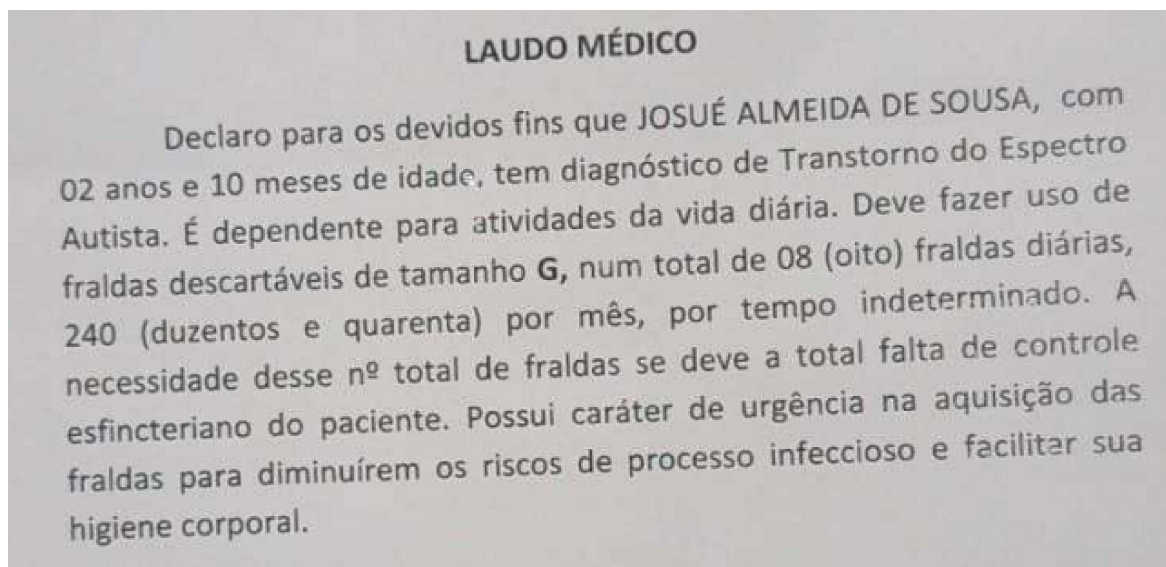 LAUDO MÉDICO
Declaro para os devidos fins que JOSUÉ ALMEIDA DE SOUSA, com
02 anos e 10 meses de idade, tem diagnóstico de Transtorno do Espectro
Autista. É dependente para atividades da vida diária. Deve fazer uso de
fraldas descartáveis de tamanho G, num total de 08 (oito) fraldas diárias,
240 (duzentos e quarenta) por mês, por tempo indeterminado. A
necessidade desse nº total de fraldas se deve a total falta de controle
esfincteriano do paciente. Possui caráter de urgência na aquisição das
fraldas para diminuírem os riscos de processo infeccioso e facilitar sua
higiene corporal.